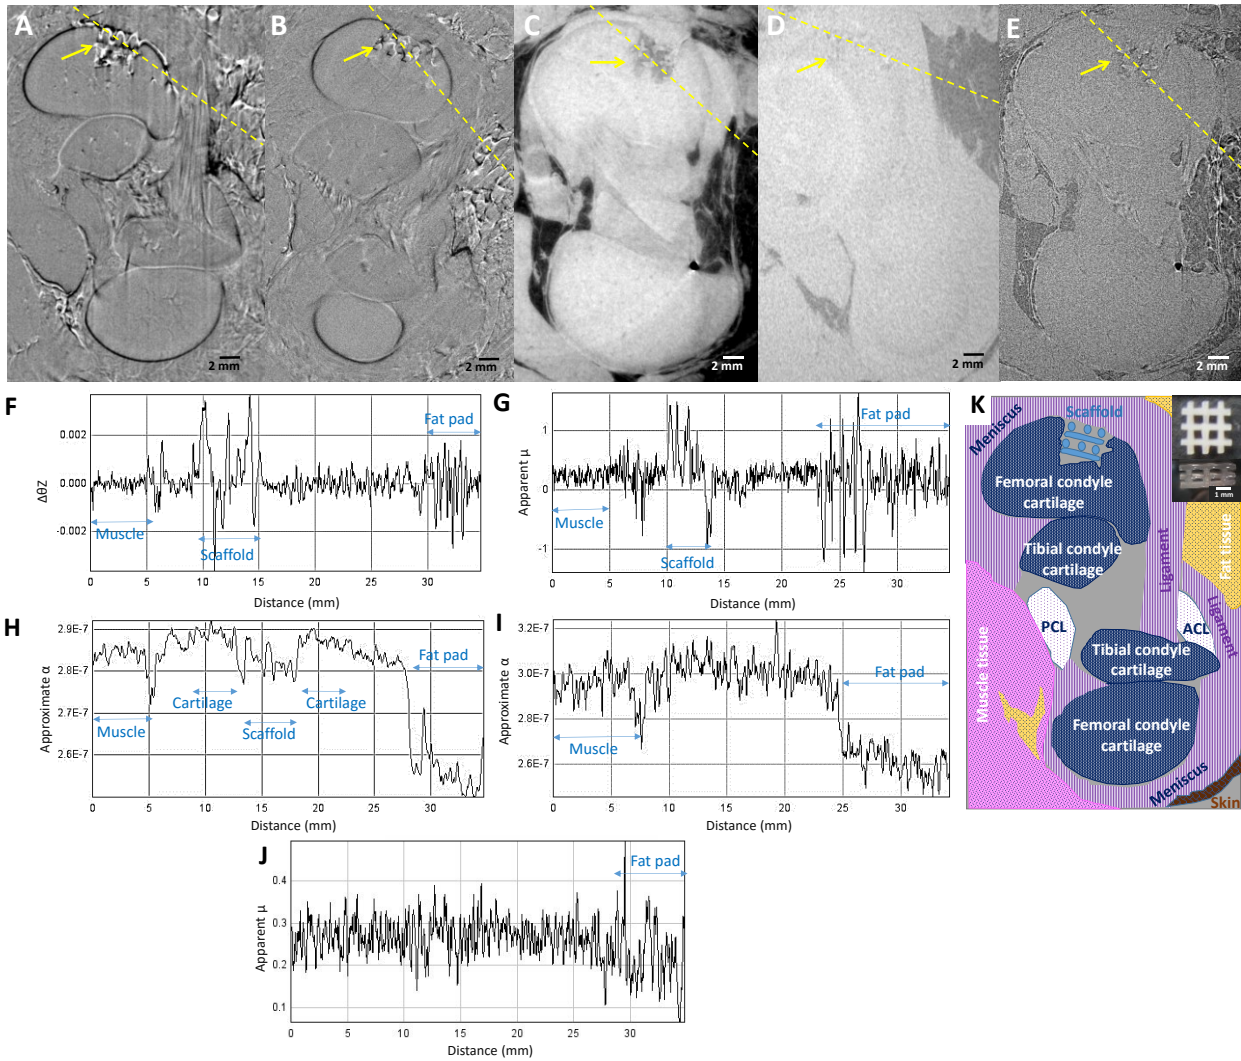 A
B
C
D
E
2 mm
2 mm
2 mm
2 mm
2 mm
F
ΔθZ
0.002
0.000
-0.002
Fat pad
Muscle
Scaffold
0
5
10
15
20
25
30
Distance (mm)
G
Apparent μ
1
0
-1
Fat pad
Muscle
Scaffold
0
5
10
15
20
25
30
Distance (mm)
H
Approximate α
2.9E-7
2.8E-7
2.7E-7
2.6E-7
Fat pad
Cartilage
Cartilage
Muscle
Scaffold
0
5
10
15
20
25
30
Distance (mm)
I
Approximate α
3.2E-7
3.0E-7
2.8E-7
2.6E-7
Fat pad
Muscle
0
5
10
15
20
25
30
Distance (mm)
J
Apparent μ
0.4
0.3
0.2
0.1
Fat pad
0
5
10
15
20
25
30
Distance (mm)
K
Meniscus
Scaffold
1 mm
Femoral condyle
cartilage
Tibial condyle
cartilage
Ligament
Fat tissue
Ligament
PCL
ACL
Muscle tissue
Tibial condyle
cartilage
Femoral condyle
cartilage
Meniscus
Skin